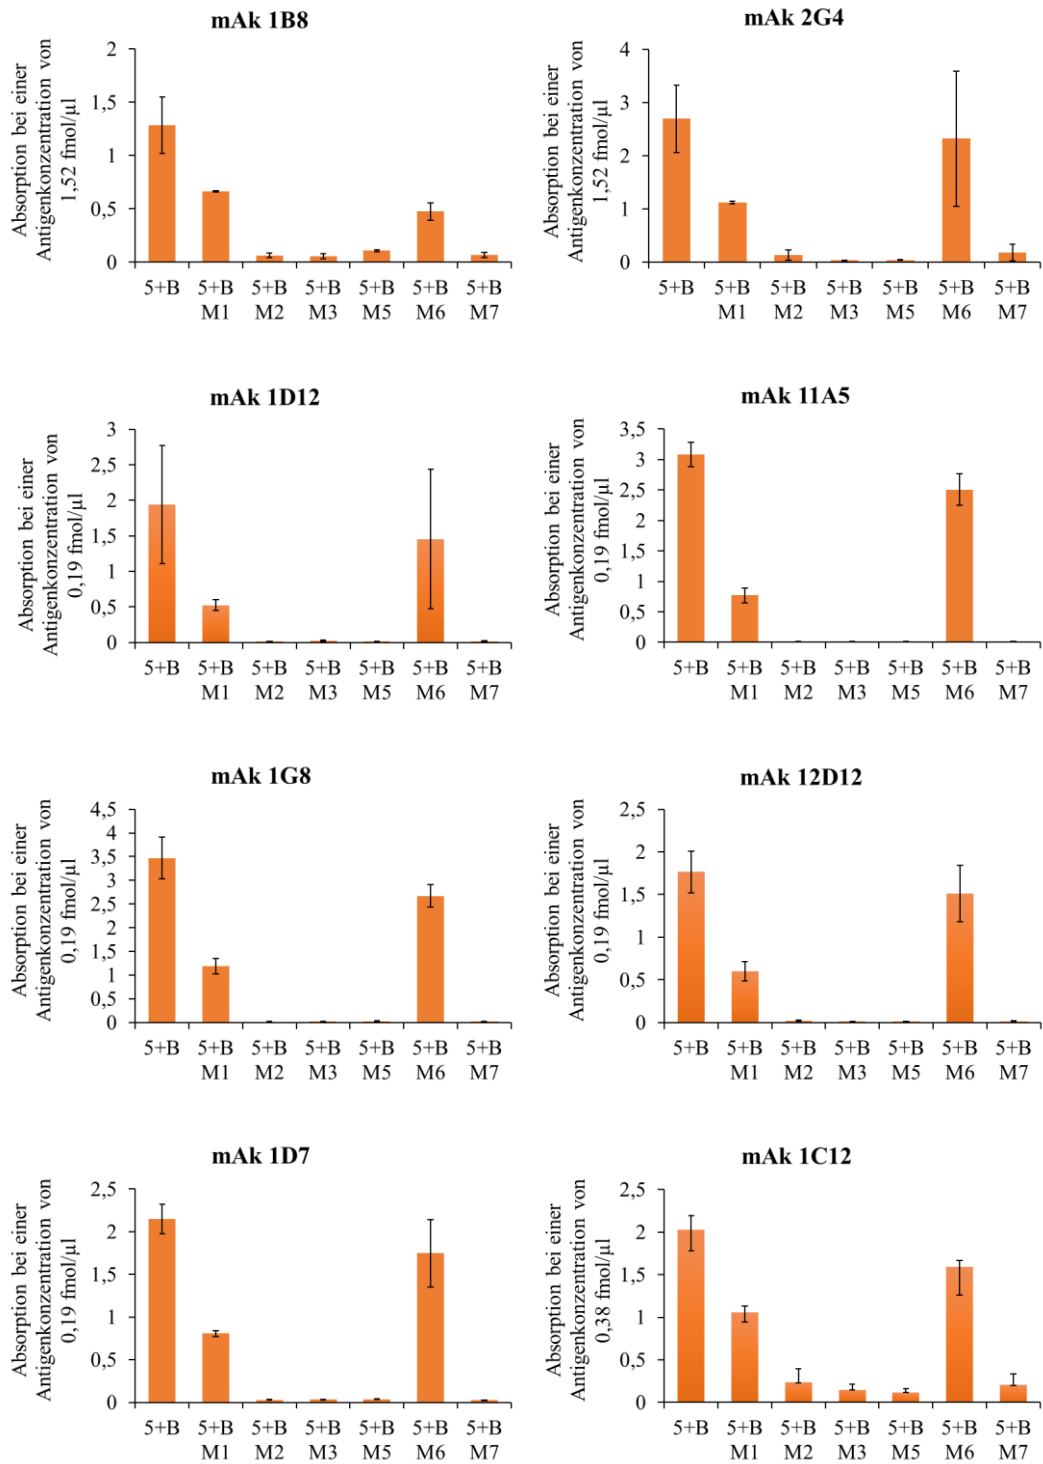 mAk 1B8
Absorption bei einer
Antigenkonzentration von
1,52 fmol/µl
2
1,5
1
0,5
0
5+B 5+B 5+B 5+B 5+B 5+B 5+B
M1 M2 M3 M5 M6 M7
mAk 2G4
Absorption bei einer
Antigenkonzentration von
1,52 fmol/µl
4
3
2
1
0
5+B 5+B 5+B 5+B 5+B 5+B 5+B
M1 M2 M3 M5 M6 M7
mAk 1D12
Absorption bei einer
Antigenkonzentration von
0,19 fmol/µl
3
2,5
2
1,5
1
0,5
0
5+B 5+B 5+B 5+B 5+B 5+B 5+B
M1 M2 M3 M5 M6 M7
mAk 11A5
Absorption bei einer
Antigenkonzentration von
0,19 fmol/µl
3,5
3
2,5
2
1,5
1
0,5
0
5+B 5+B 5+B 5+B 5+B 5+B 5+B
M1 M2 M3 M5 M6 M7
mAk 1G8
Absorption bei einer
Antigenkonzentration von
0,19 fmol/µl
4,5
4
3,5
3
2,5
2
1,5
1
0,5
0
5+B 5+B 5+B 5+B 5+B 5+B 5+B
M1 M2 M3 M5 M6 M7
mAk 12D12
Absorption bei einer
Antigenkonzentration von
0,19 fmol/µl
2,5
2
1,5
1
0,5
0
5+B 5+B 5+B 5+B 5+B 5+B 5+B
M1 M2 M3 M5 M6 M7
mAk 1D7
Absorption bei einer
Antigenkonzentration von
0,19 fmol/µl
2,5
2
1,5
1
0,5
0
5+B 5+B 5+B 5+B 5+B 5+B 5+B
M1 M2 M3 M5 M6 M7
mAk 1C12
Absorption bei einer
Antigenkonzentration von
0,38 fmol/µl
2,5
2
1,5
1
0,5
0
5+B 5+B 5+B 5+B 5+B 5+B 5+B
M1 M2 M3 M5 M6 M7